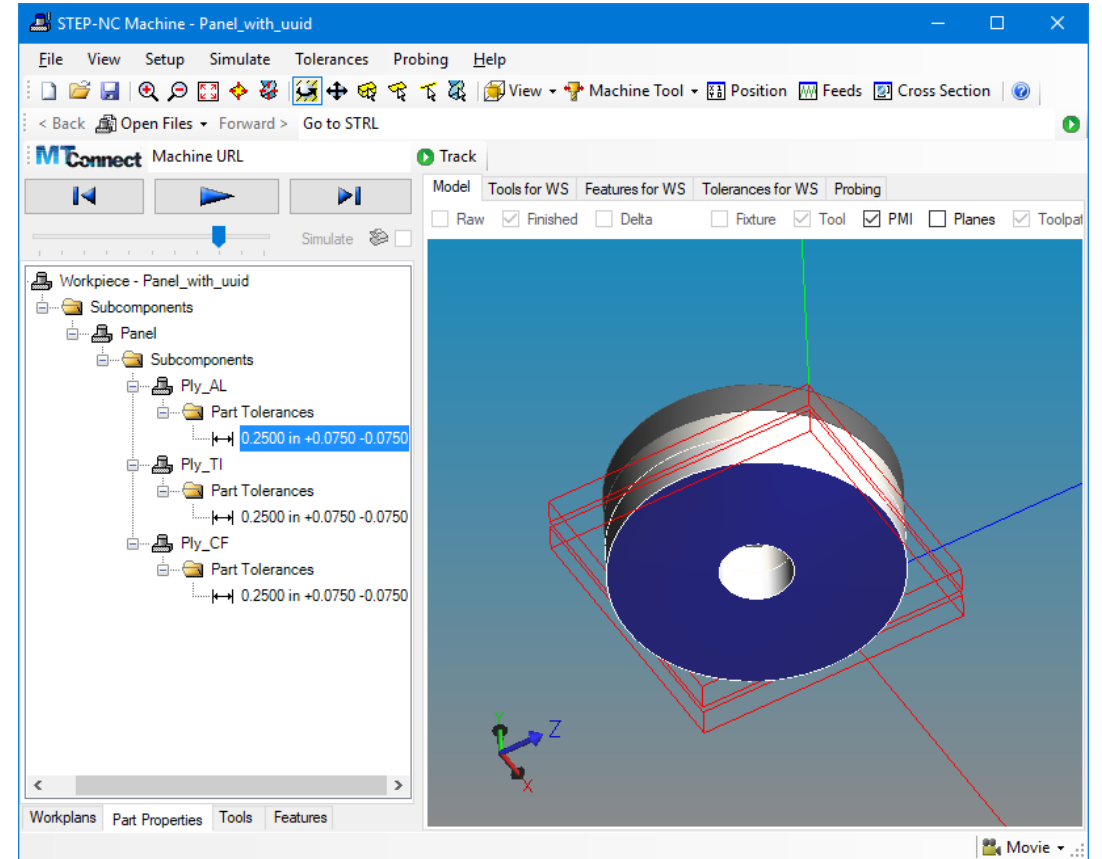 STEP-NC Machine - Panel_with_uuid
File View Setup Simulate Tolerances Probing Help
View Machine Tool Position Feeds Cross Section
< Back Open Files Forward > Go to STRL
MTConnect Machine URL Track
Model Tools for WS Features for WS Tolerances for WS Probing
Raw Finished Delta Fixture Tool PMI Planes Toolpat
Simulate
Workpiece - Panel_with_uuid
Subcomponents
Panel
Subcomponents
Ply_AL
Part Tolerances
0.2500 in +0.0750 -0.0750
Ply_TI
Part Tolerances
0.2500 in +0.0750 -0.0750
Ply_CF
Part Tolerances
0.2500 in +0.0750 -0.0750
Y
Z
X
Workplans Part Properties Tools Features
Movie